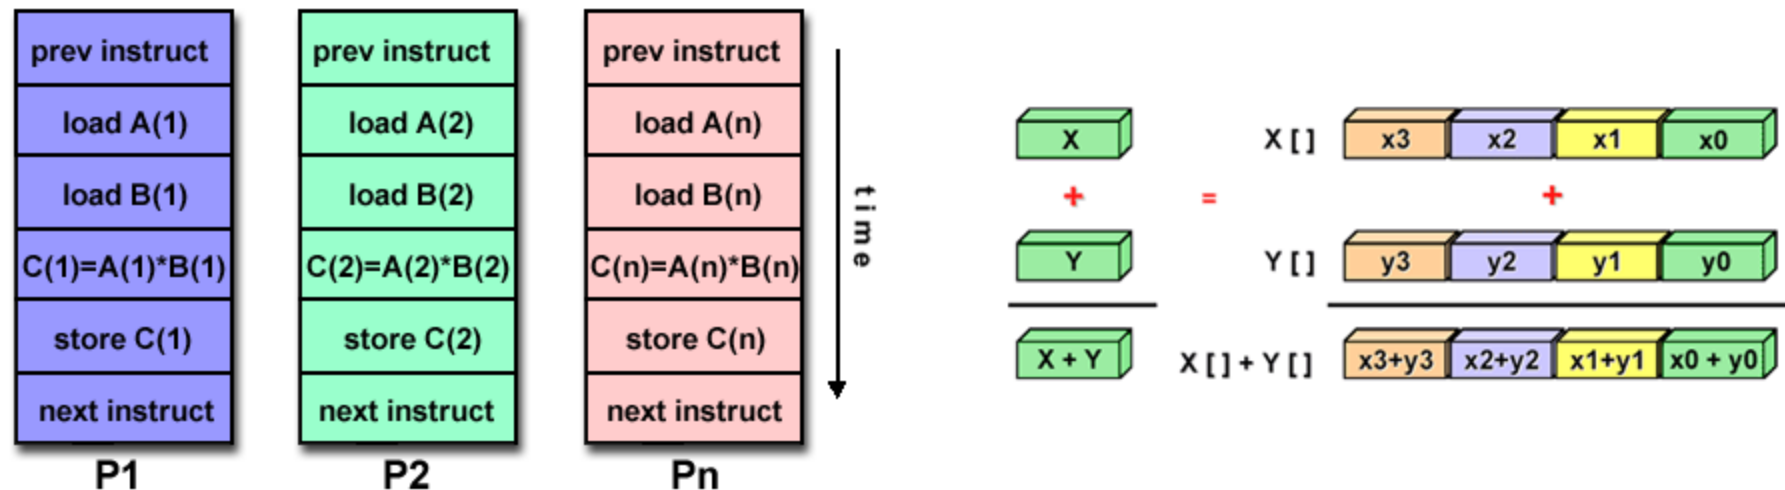 prev instruct
load A(1)
load B(1)
C(1)=A(1)*B(1)
store C(1)
next instruct
P1
prev instruct
load A(2)
load B(2)
C(2)=A(2)*B(2)
store C(2)
next instruct
P2
prev instruct
load A(n)
load B(n)
C(n)=A(n)*B(n)
store C(n)
next instruct
Pn
time
X
+
Y
X + Y
=
X [ ] x3 x2 x1 x0
+
Y [ ] y3 y2 y1 y0
X [ ] + Y [ ] x3+y3 x2+y2 x1+y1 x0 + y0